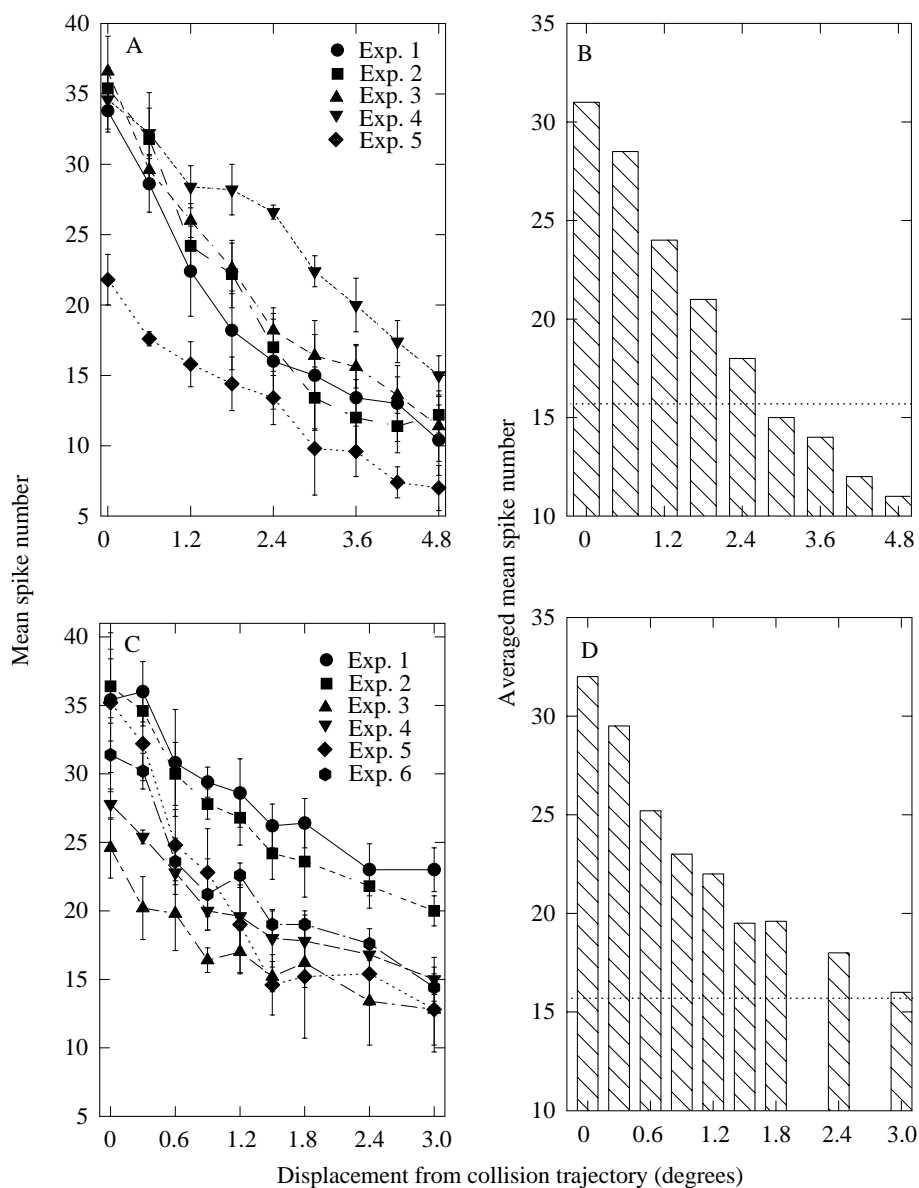 Mean spike number
A
Exp. 1
Exp. 2
Exp. 3
Exp. 4
Exp. 5
40
35
30
25
20
15
10
5
0 1.2 2.4 3.6 4.8
Averaged mean spike number
B
35
30
25
20
15
10
0 1.2 2.4 3.6 4.8
C
Exp. 1
Exp. 2
Exp. 3
Exp. 4
Exp. 5
Exp. 6
40
35
30
25
20
15
10
5
0 0.6 1.2 1.8 2.4 3.0
D
35
30
25
20
15
10
0 0.6 1.2 1.8 2.4 3.0
Displacement from collision trajectory (degrees)